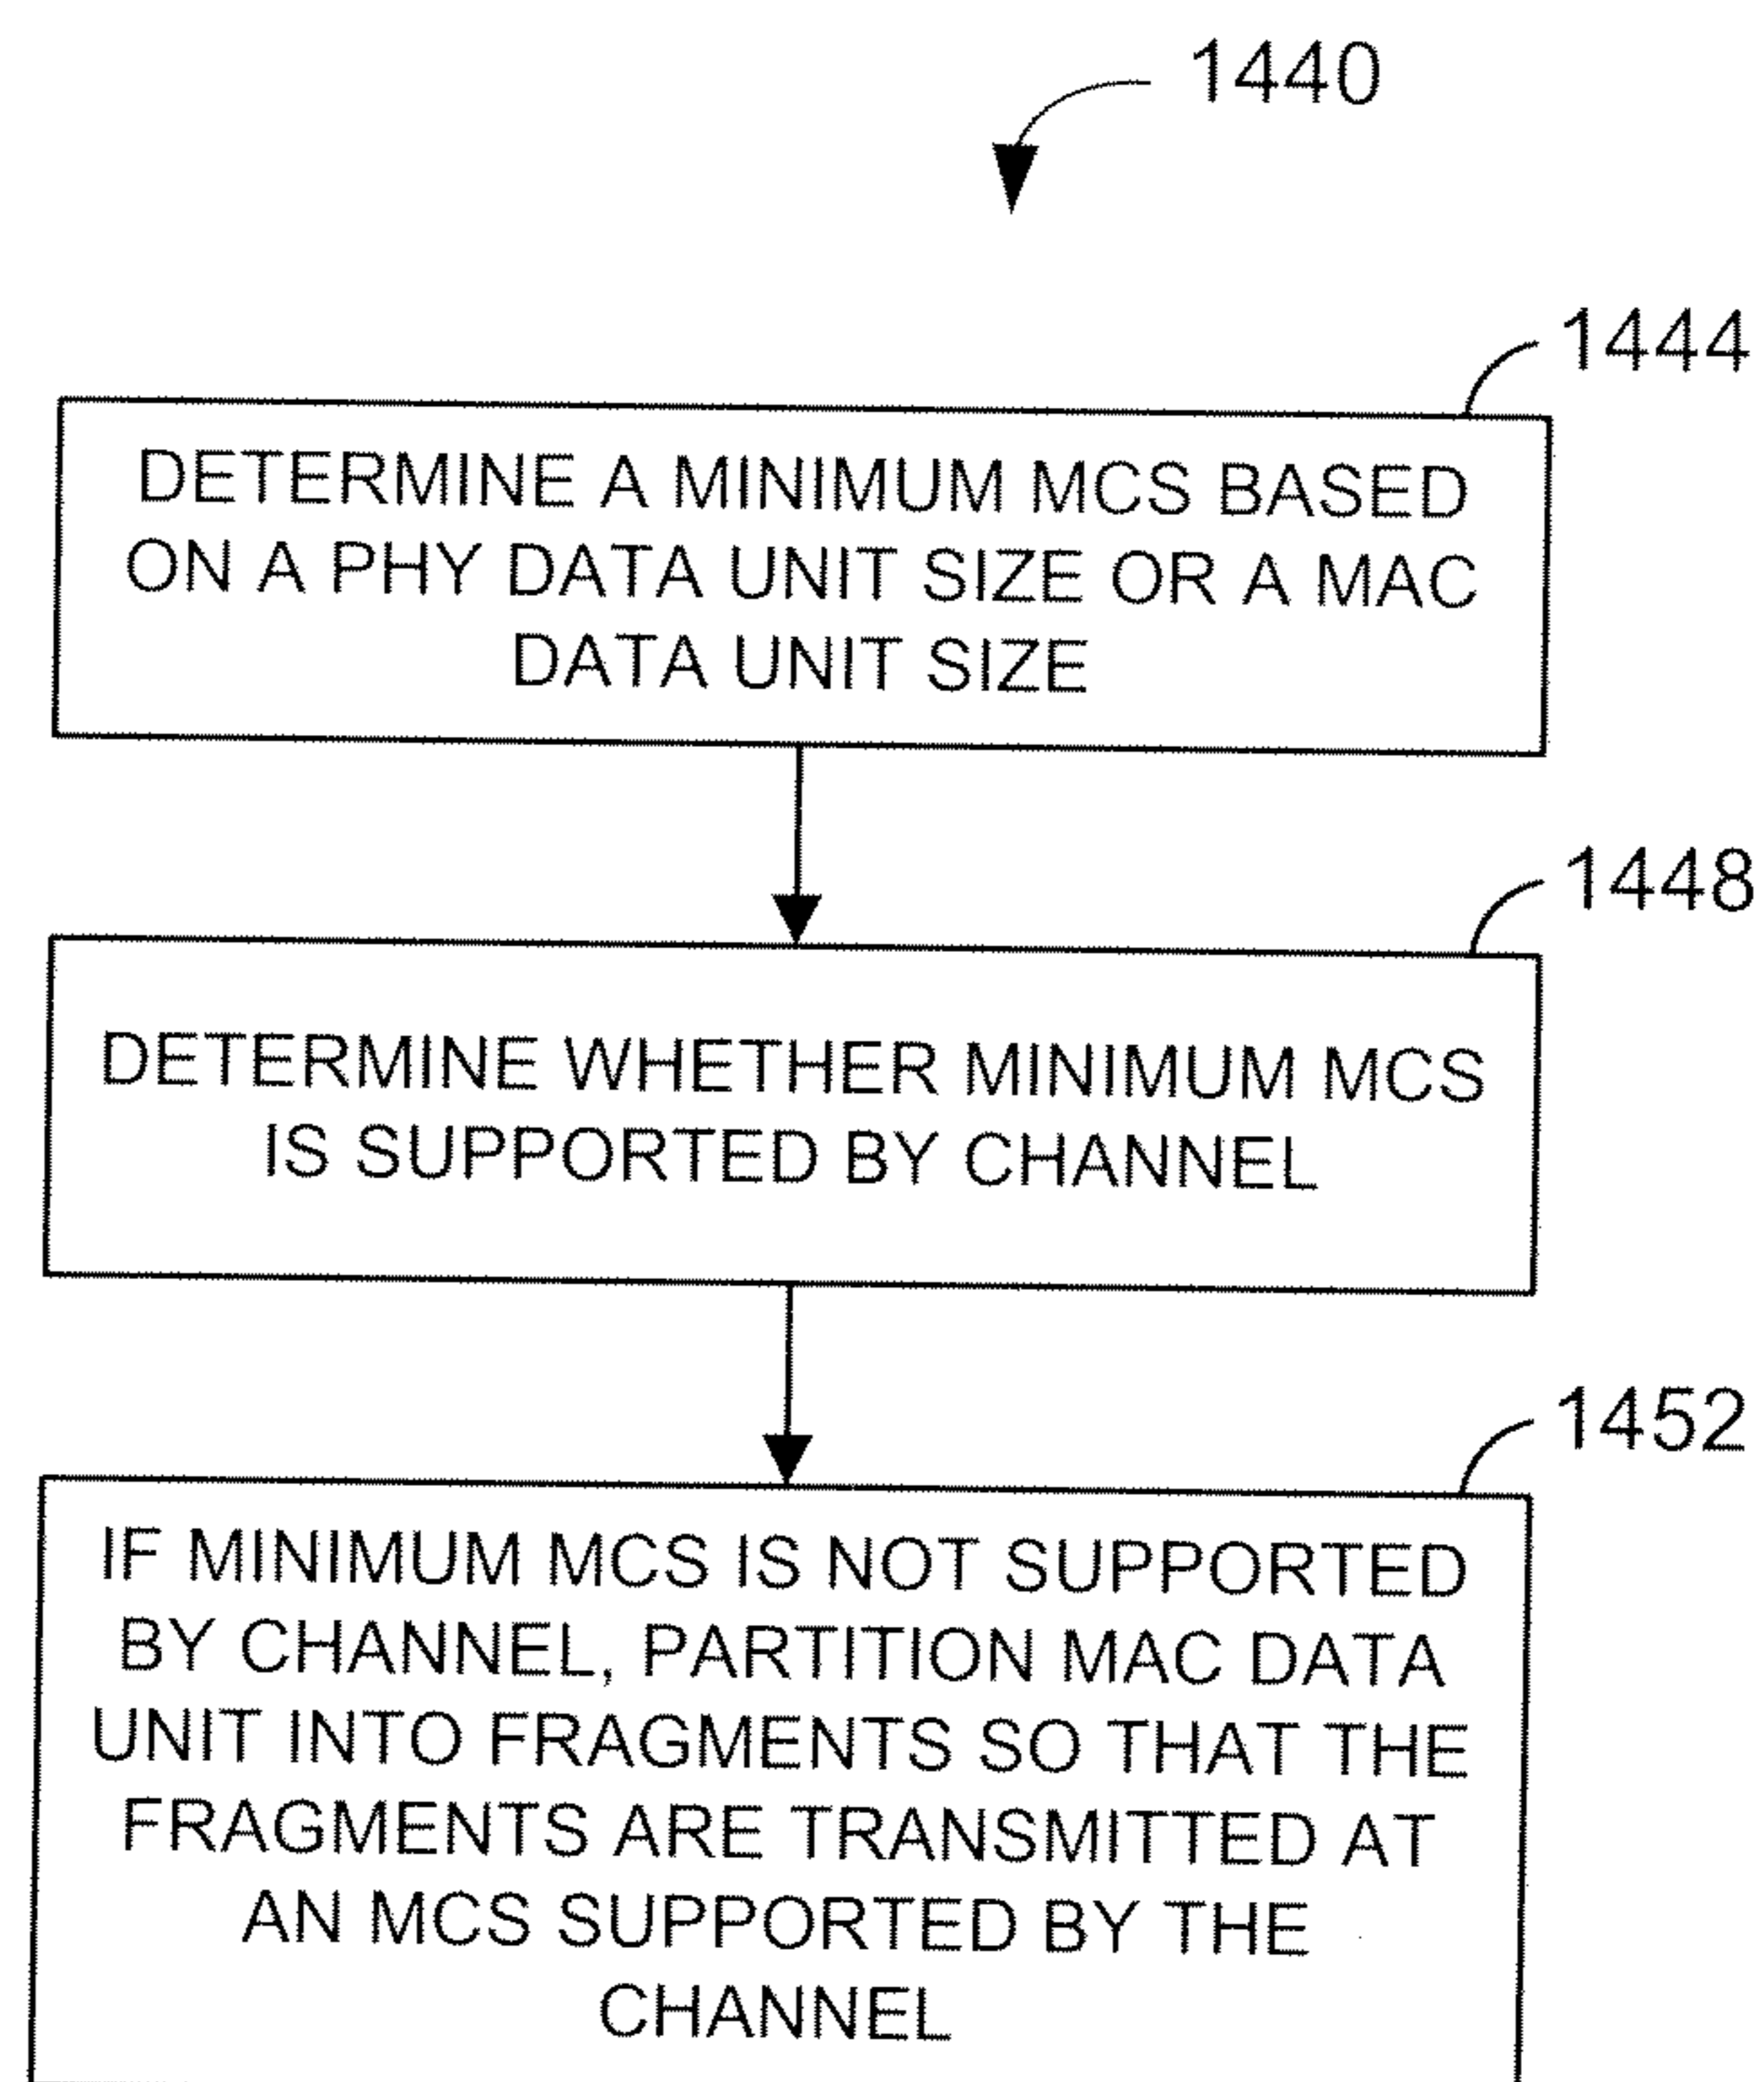 1440
1444
DETERMINE A MINIMUM MCS BASED
ON A PHY DATA UNIT SIZE OR A MAC
DATA UNIT SIZE
1448
DETERMINE WHETHER MINIMUM MCS
IS SUPPORTED BY CHANNEL
1452
IF MINIMUM MCS IS NOT SUPPORTED
BY CHANNEL, PARTITION MAC DATA
UNIT INTO FRAGMENTS SO THAT THE
FRAGMENTS ARE TRANSMITTED AT
AN MCS SUPPORTED BY THE
CHANNEL